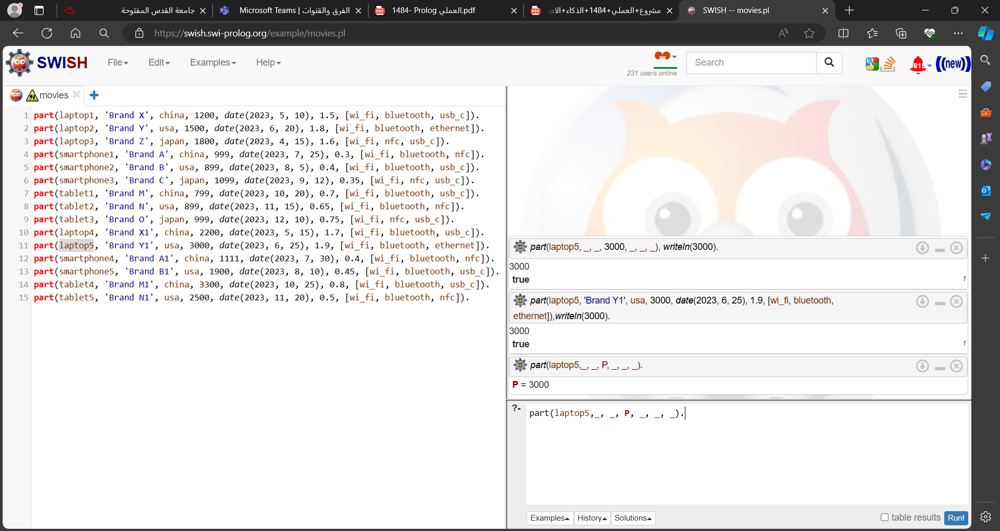 جامعة القدس المفتوحة
Microsoft Teams | الفرق والقنوات
1484- Prolog العملي.pdf
مشروع+العملي+1484+الذكاء+الاص
SWISH -- movies.pl
https://swish.swi-prolog.org/example/movies.pl
SWISH
File
Edit
Examples
Help
231 users online
Search
819
((new))
movies
1 part(laptop1, 'Brand X', china, 1200, date(2023, 5, 10), 1.5, [wi_fi, bluetooth, usb_c]).
2 part(laptop2, 'Brand Y', usa, 1500, date(2023, 6, 20), 1.8, [wi_fi, bluetooth, ethernet]).
3 part(laptop3, 'Brand Z', japan, 1800, date(2023, 4, 15), 1.6, [wi_fi, nfc, usb_c]).
4 part(smartphone1, 'Brand A', china, 999, date(2023, 7, 25), 0.3, [wi_fi, bluetooth, nfc]).
5 part(smartphone2, 'Brand B', usa, 899, date(2023, 8, 5), 0.4, [wi_fi, bluetooth, usb_c]).
6 part(smartphone3, 'Brand C', japan, 1099, date(2023, 9, 12), 0.35, [wi_fi, nfc, usb_c]).
7 part(tablet1, 'Brand M', china, 799, date(2023, 10, 20), 0.7, [wi_fi, bluetooth, usb_c]).
8 part(tablet2, 'Brand N', usa, 899, date(2023, 11, 15), 0.65, [wi_fi, bluetooth, nfc]).
9 part(tablet3, 'Brand O', japan, 999, date(2023, 12, 10), 0.75, [wi_fi, nfc, usb_c]).
10 part(laptop4, 'Brand X1', china, 2200, date(2023, 5, 15), 1.7, [wi_fi, bluetooth, usb_c]).
11 part(laptop5, 'Brand Y1', usa, 3000, date(2023, 6, 25), 1.9, [wi_fi, bluetooth, ethernet]).
12 part(smartphone4, 'Brand A1', china, 1111, date(2023, 7, 30), 0.4, [wi_fi, bluetooth, nfc]).
13 part(smartphone5, 'Brand B1', usa, 1900, date(2023, 8, 10), 0.45, [wi_fi, bluetooth, usb_c]).
14 part(tablet4, 'Brand M1', china, 3300, date(2023, 10, 25), 0.8, [wi_fi, bluetooth, usb_c]).
15 part(tablet5, 'Brand N1', usa, 2500, date(2023, 11, 20), 0.5, [wi_fi, bluetooth, nfc]).
part(laptop5, _, _, 3000, _, _, _), writeln(3000).
3000
true
1
part(laptop5, 'Brand Y1', usa, 3000, date(2023, 6, 25), 1.9, [wi_fi, bluetooth,
ethernet]),writeln(3000).
3000
true
1
part(laptop5,_, _, P, _, _, _).
P = 3000
?- part(laptop5,_, _, P, _, _, _).
Examples
History
Solutions
table results
Run!